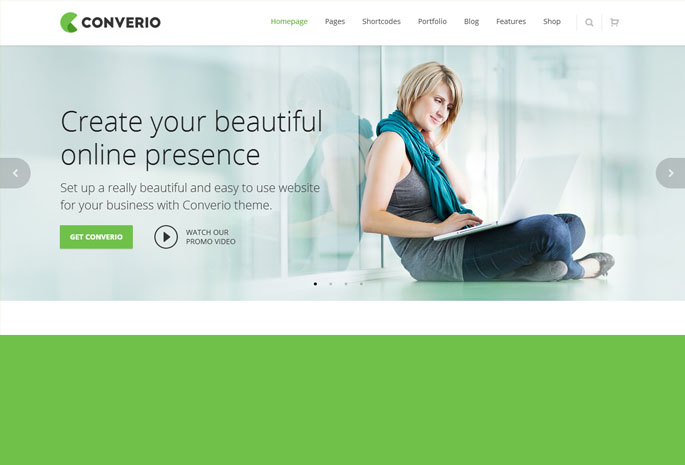 CONVERIO
Homepage Pages Shortcodes Portfolio Blog Features Shop
Create your beautiful
online presence
Set up a really beautiful and easy to use website
for your business with Converio theme.
GET CONVERIO
WATCH OUR
PROMO VIDEO